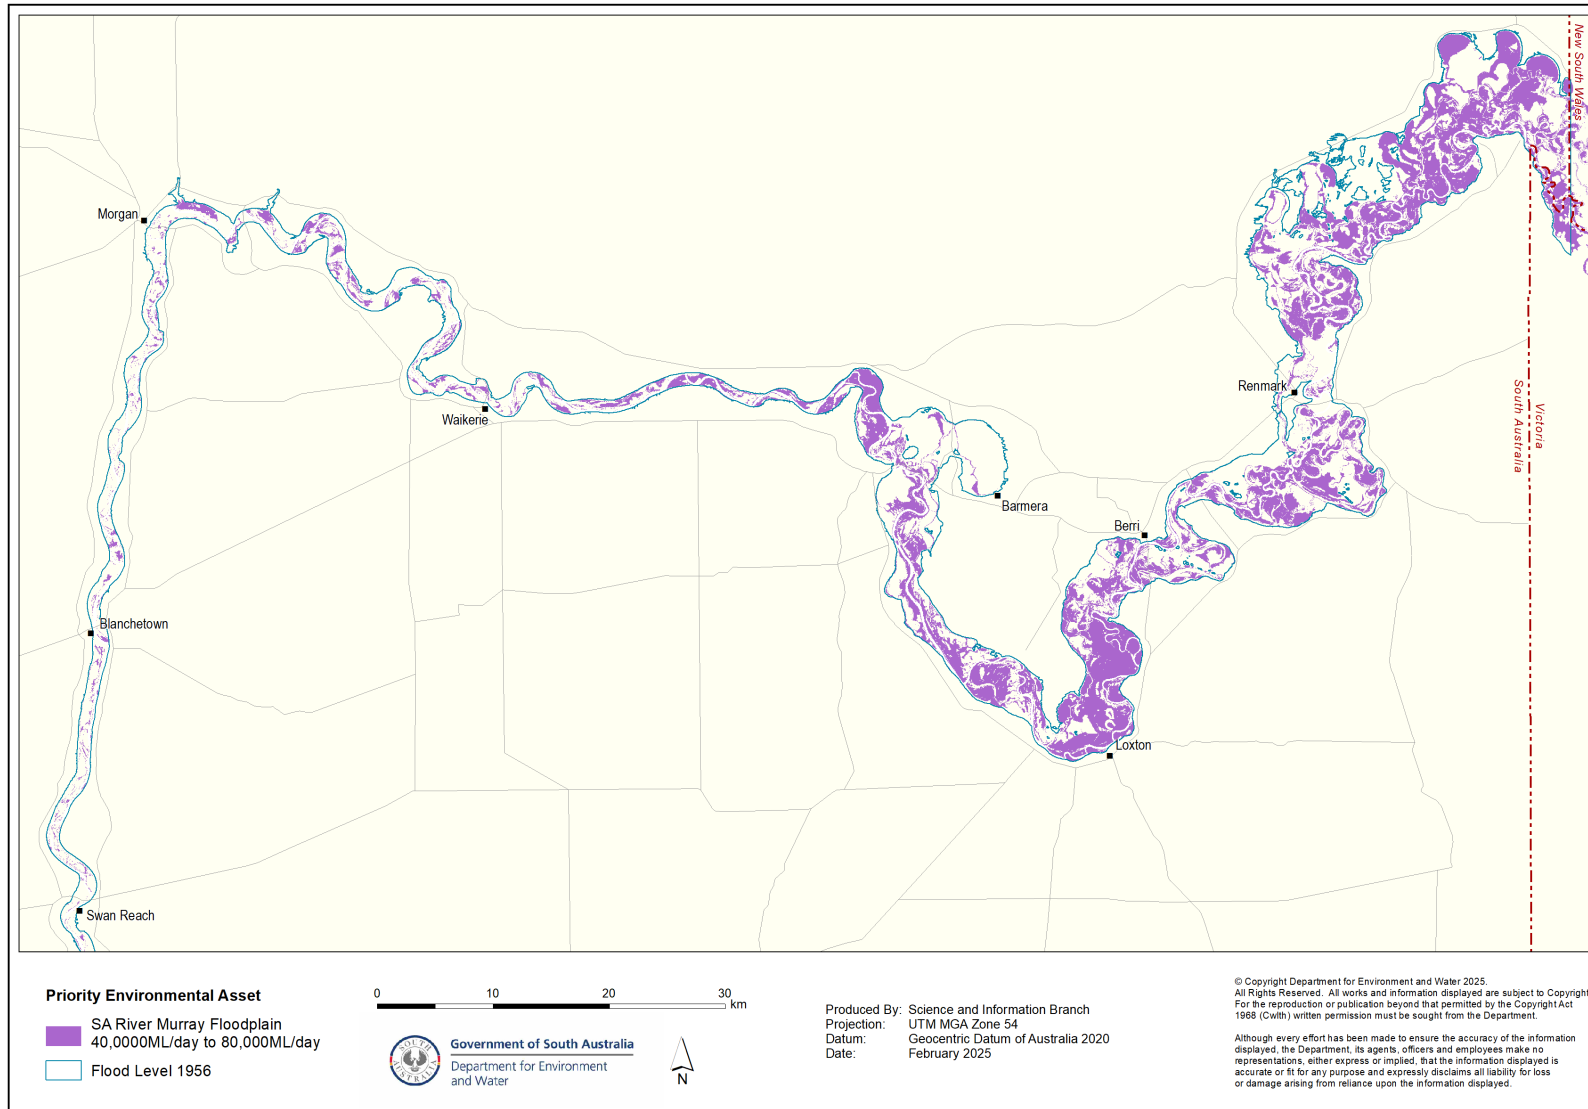 New South Wales
Morgan
Waikerie
Renmark
South Australia
Victoria
Barmera
Berri
Blanchetown
Loxton
Swan Reach
Priority Environmental Asset
SA River Murray Floodplain
40,0000ML/day to 80,000ML/day
Flood Level 1956
0 10 20 30
km
SOUTH AUSTRALIA
Government of South Australia
Department for Environment
and Water
N
Produced By: Science and Information Branch
Projection: UTM MGA Zone 54
Datum: Geocentric Datum of Australia 2020
Date: February 2025
© Copyright Department for Environment and Water 2025.
All Rights Reserved. All works and information displayed are subject to Copyright
For the reproduction or publication beyond that permitted by the Copyright Act
1968 (Cwlth) written permission must be sought from the Department.
Although every effort has been made to ensure the accuracy of the information
displayed, the Department, its agents, officers and employees make no
representations, either express or implied, that the information displayed is
accurate or fit for any purpose and expressly disclaims all liability for loss
or damage arising from reliance upon the information displayed.